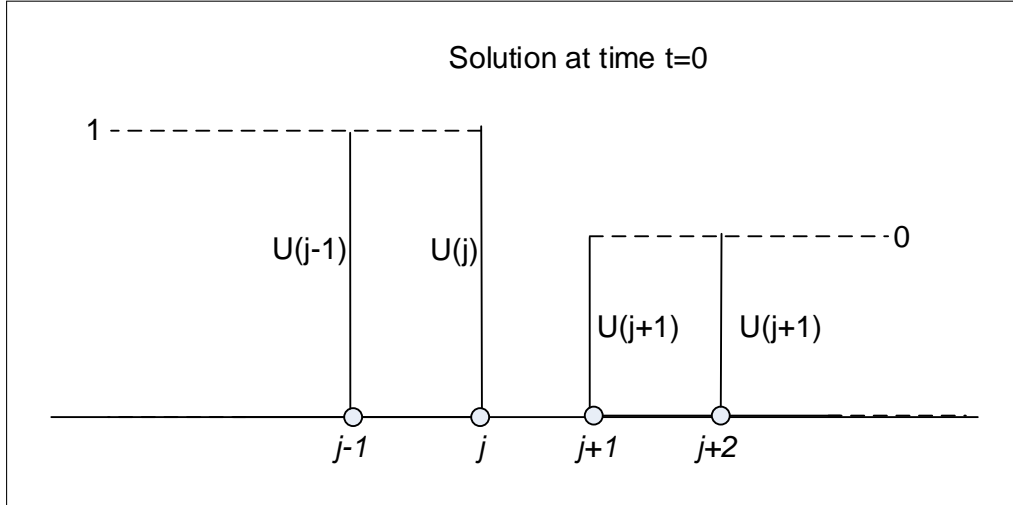 Solution at time t=0
1
0
U(j-1)
U(j)
U(j+1)
U(j+1)
j-1
j
j+1
j+2